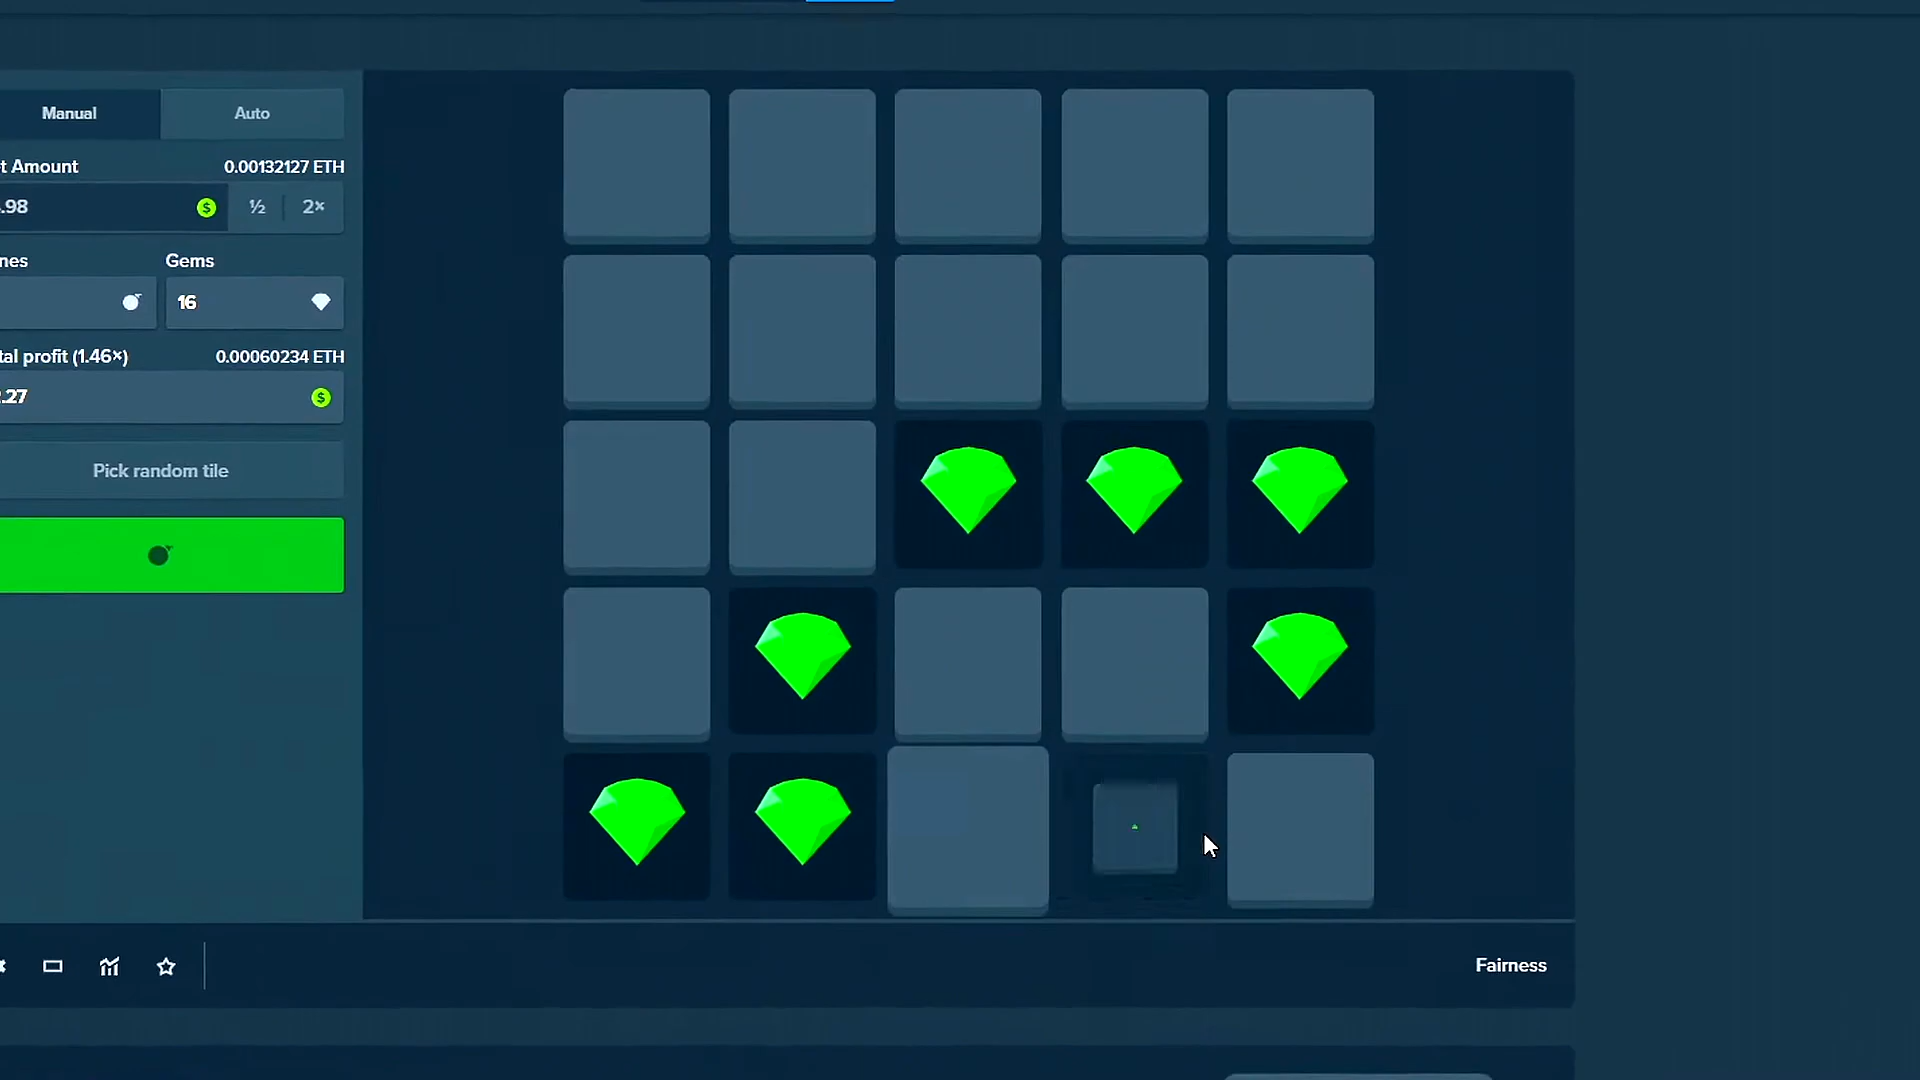 Manual
Auto
t Amount
0.00132127 ETH
.98
½
2×
nes
Gems
16
tal profit (1.46×)
0.00060234 ETH
.27
Pick random tile
Fairness